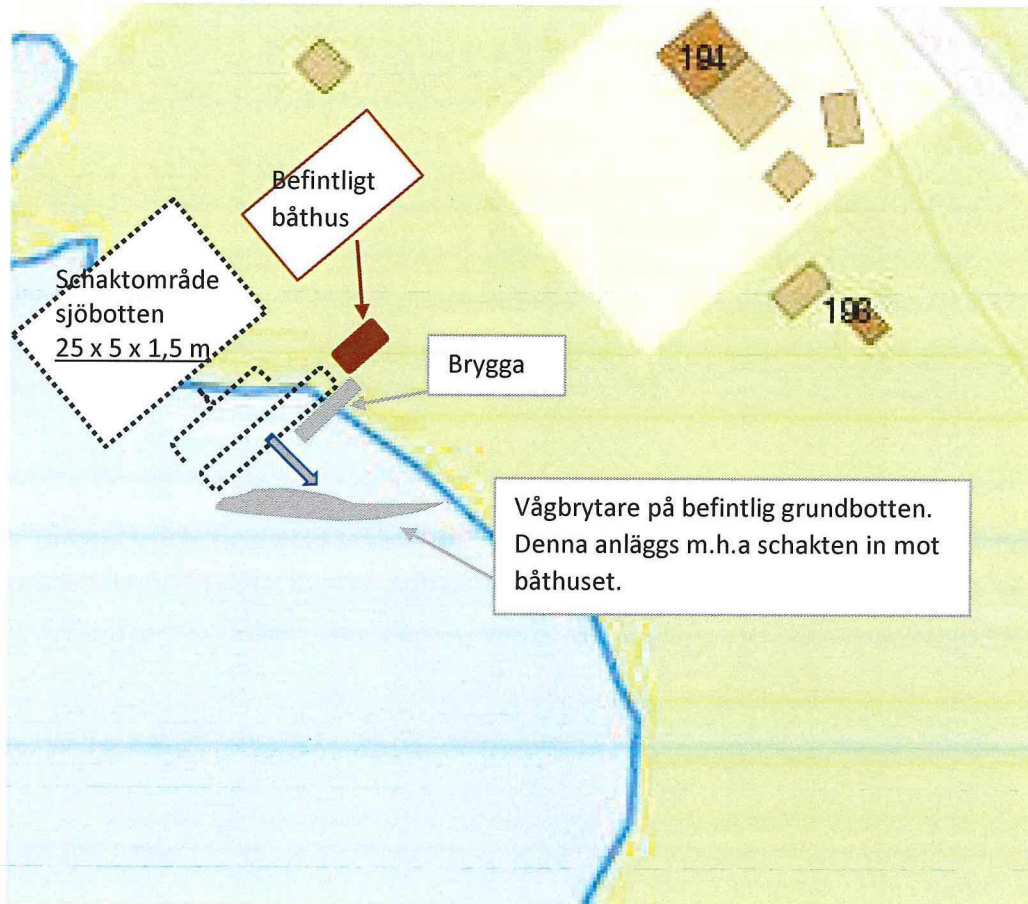 194
Befintligt
båthus
Schaktområde
sjöbotten
25 x 5 x 1,5 m
193
Brygga
Vågbrytare på befintlig grundbotten.
Denna anläggs m.h.a schakten in mot
båthuset.